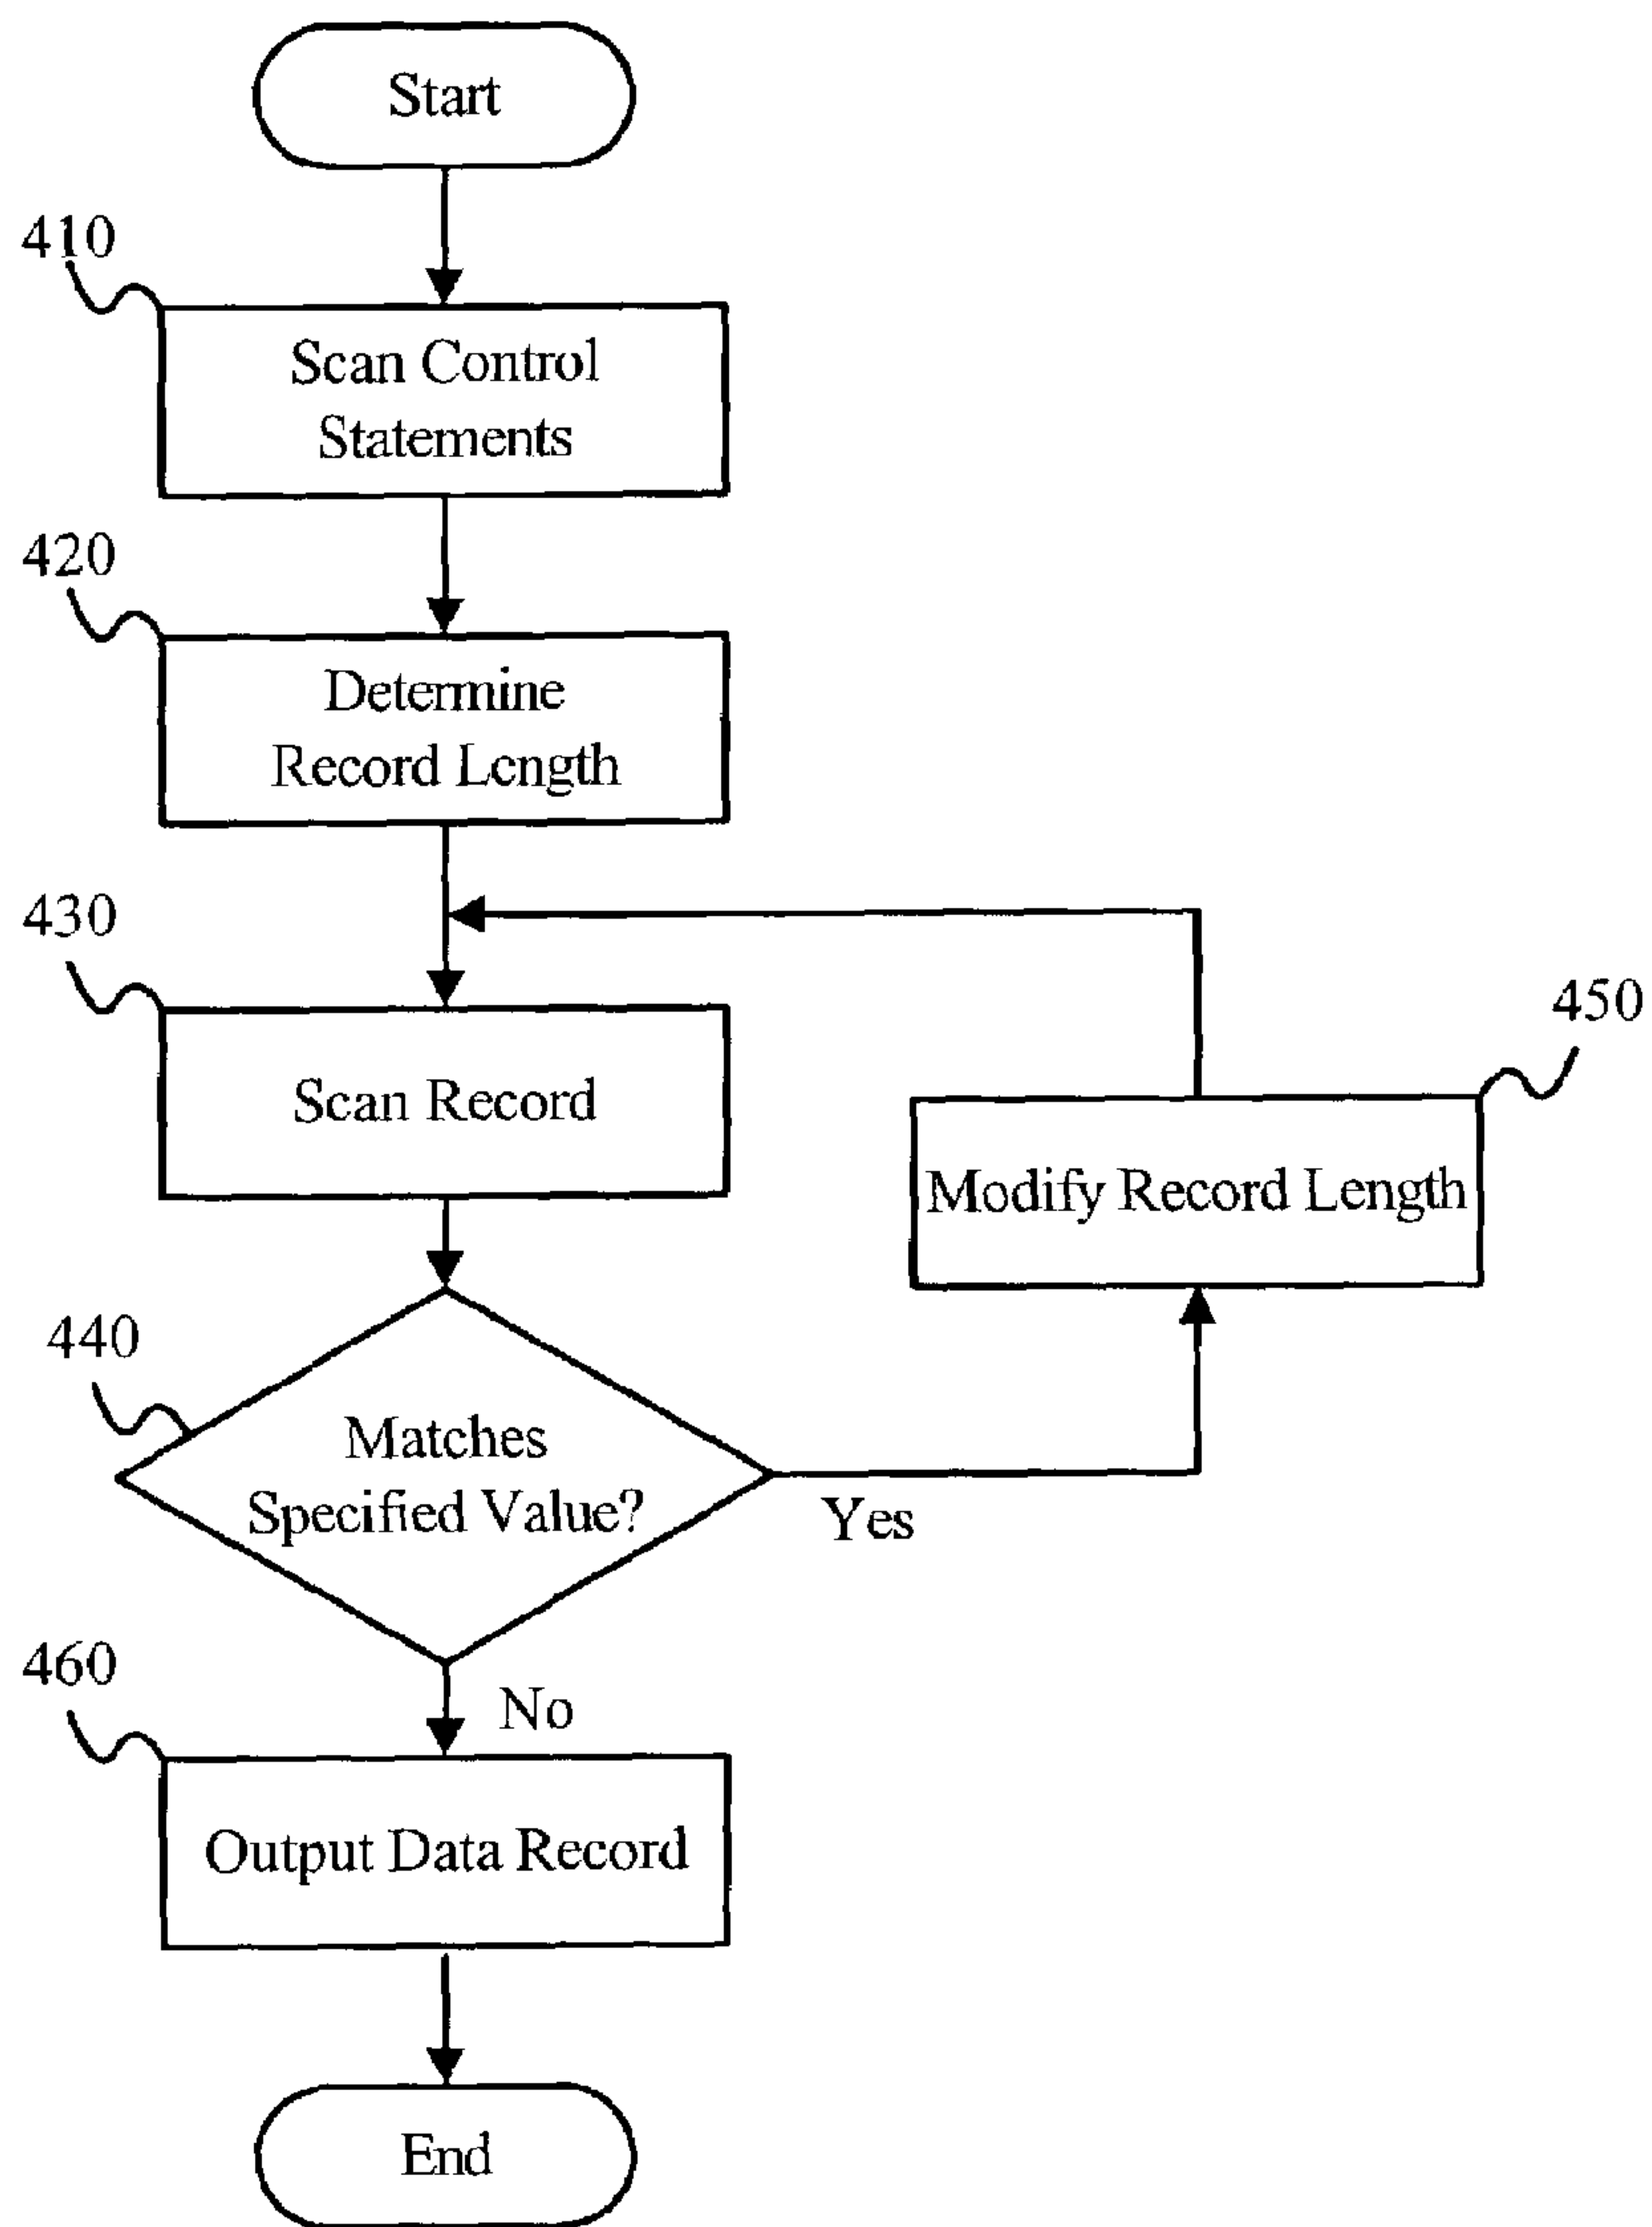 Start
410
Scan Control
Statements
420
Determine
Record Length
430
Scan Record
450
Modify Record Length
440
Matches
Specified Value?
Yes
460
No
Output Data Record
End